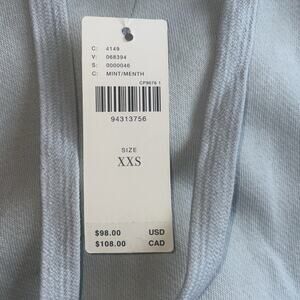 C: 4149
V: 068394
S: 0000046
C: MINT/MENTH
CP9676 1
94313756
SIZE
XXS
$98.00 USD
$108.00 CAD